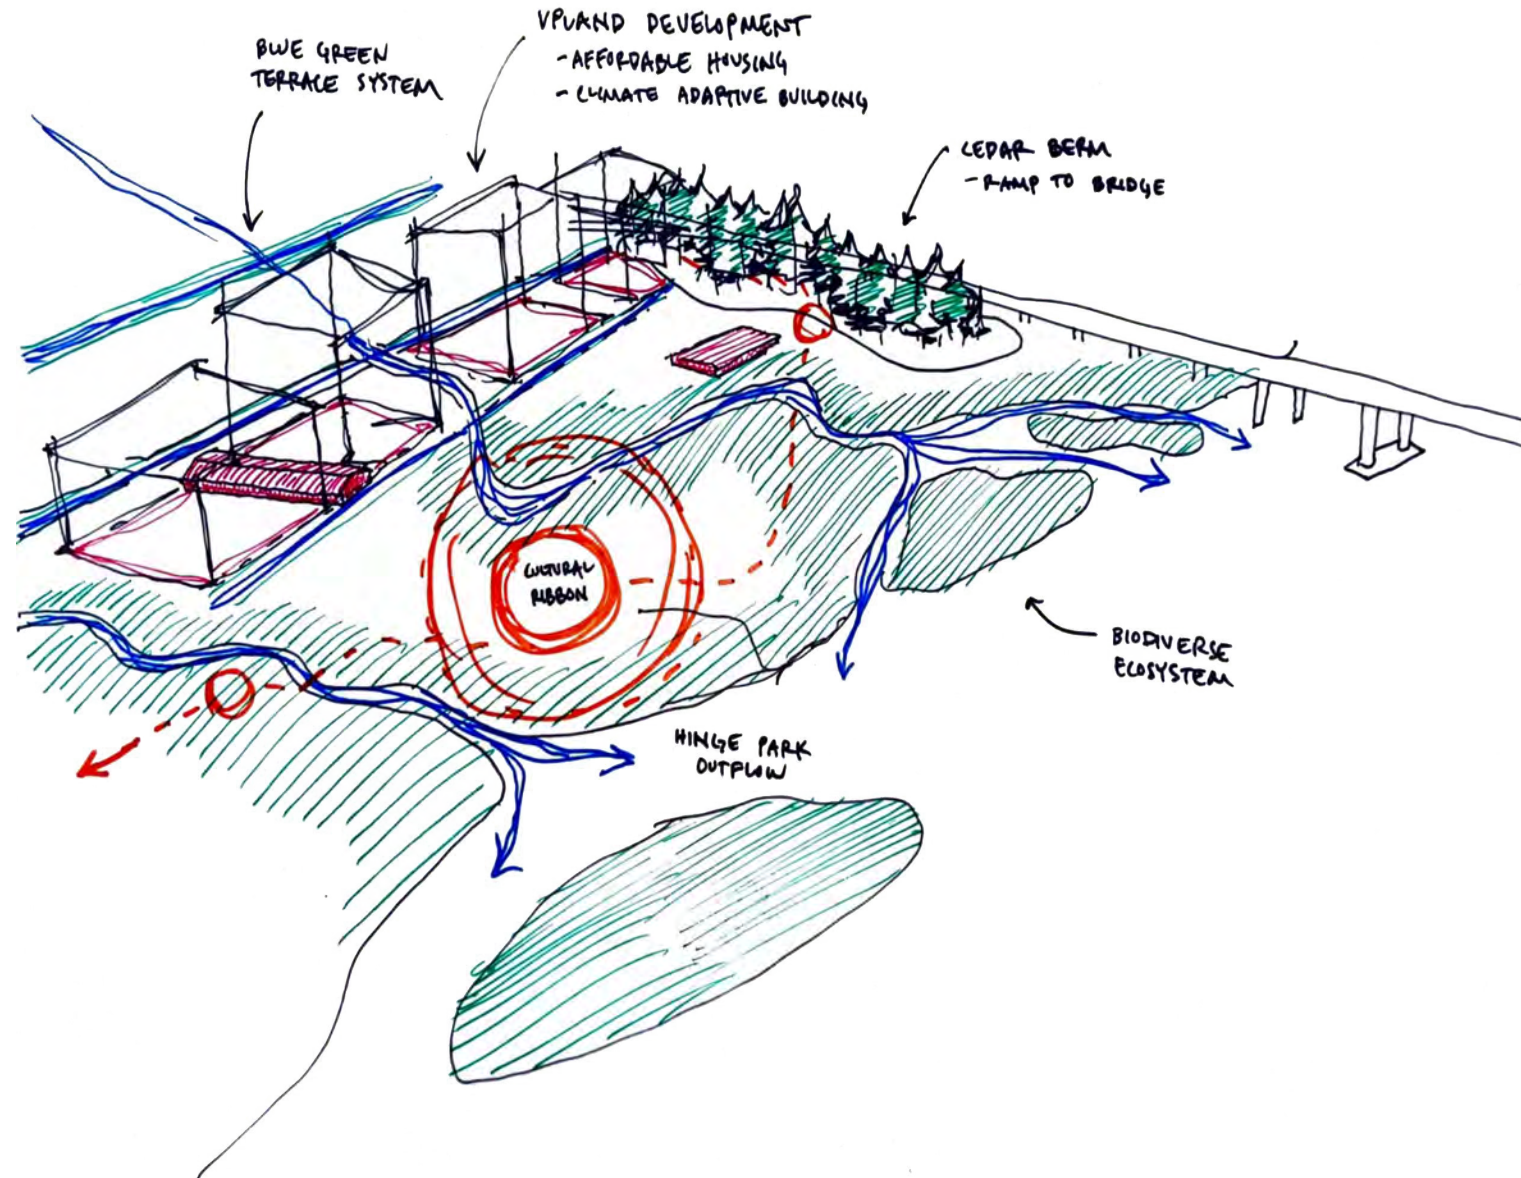 BLUE GREEN
TERRACE SYSTEM
UPLAND DEVELOPMENT
- AFFORDABLE HOUSING
- CLIMATE ADAPTIVE BUILDING
CEDAR BERM
- RAMP TO BRIDGE
CULTURAL
RIBBON
BIODIVERSE
ECOSYSTEM
HINGE PARK
OUTFLOW